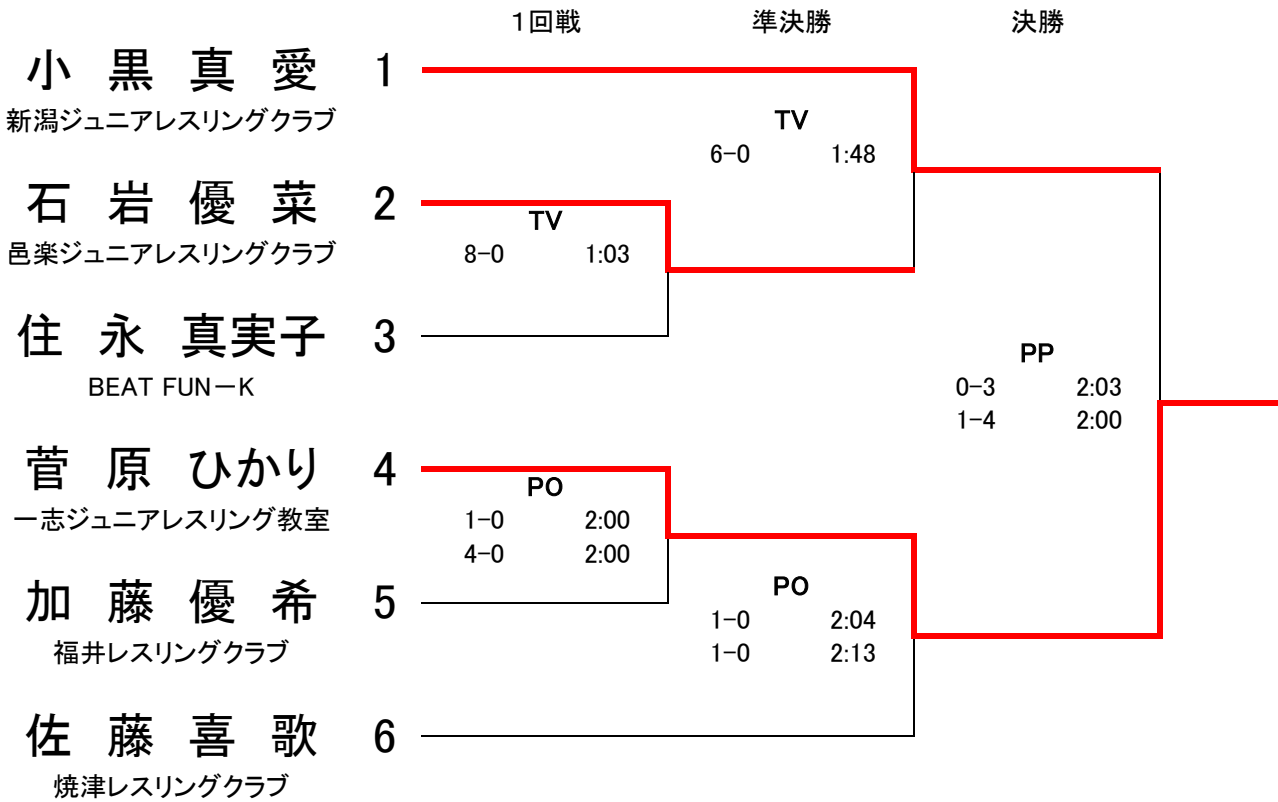 1回戦 準決勝 決勝
小 黒 真 愛 1
新潟ジュニアレスリングクラブ
TV
6-0 1:48
石 岩 優 菜 2
TV
邑楽ジュニアレスリングクラブ 8-0 1:03
住 永 真実子 3
BEAT FUN-K
PP
0-3 2:03
1-4 2:00
菅 原 ひかり 4
PO
一志ジュニアレスリング教室 1-0 2:00
4-0 2:00
加 藤 優 希 5
福井レスリングクラブ
PO
1-0 2:04
1-0 2:13
佐 藤 喜 歌 6
焼津レスリングクラブ